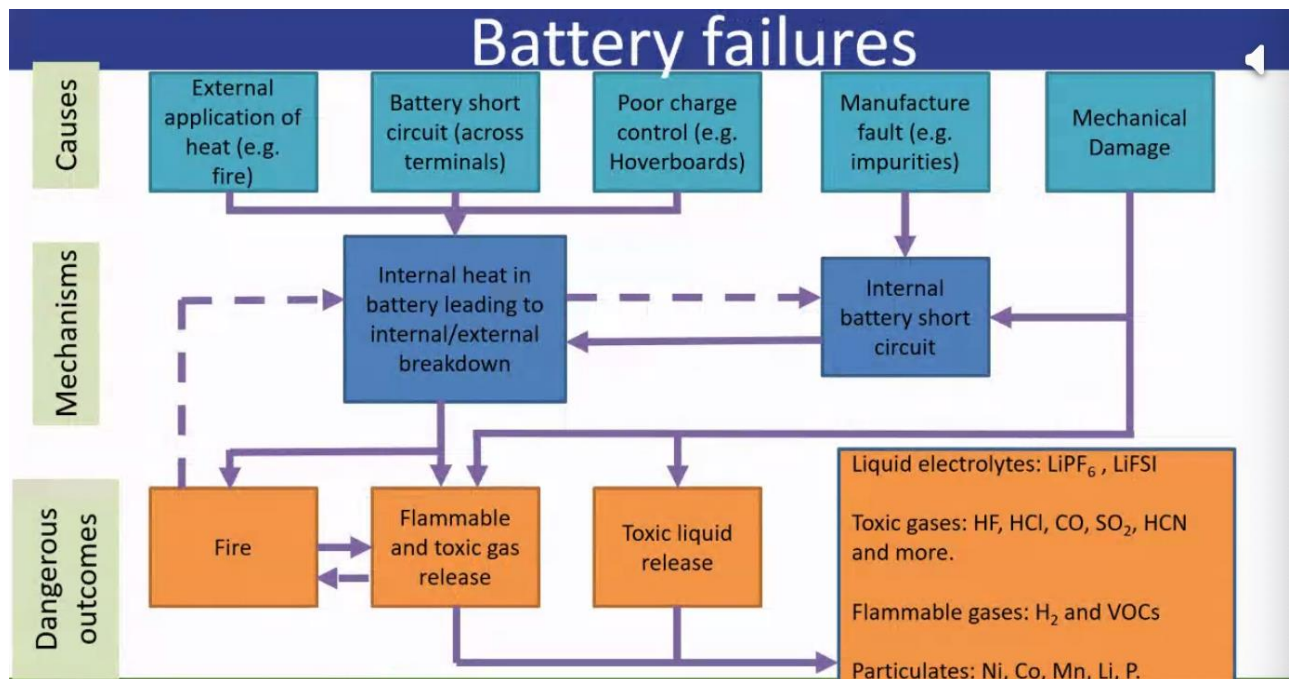 Battery failures
Causes
External
application of
heat (e.g.
fire)
Battery short
circuit (across
terminals)
Poor charge
control (e.g.
Hoverboards)
Manufacture
fault (e.g.
impurities)
Mechanical
Damage
Mechanisms
Internal heat in
battery leading to
internal/external
breakdown
Internal
battery short
circuit
Dangerous
outcomes
Fire
Flammable
and toxic gas
release
Toxic liquid
release
Liquid electrolytes: LiPF₆ , LiFSI
Toxic gases: HF, HCl, CO, SO₂, HCN
and more.
Flammable gases: H₂ and VOCs
Particulates: Ni, Co, Mn, Li, P.